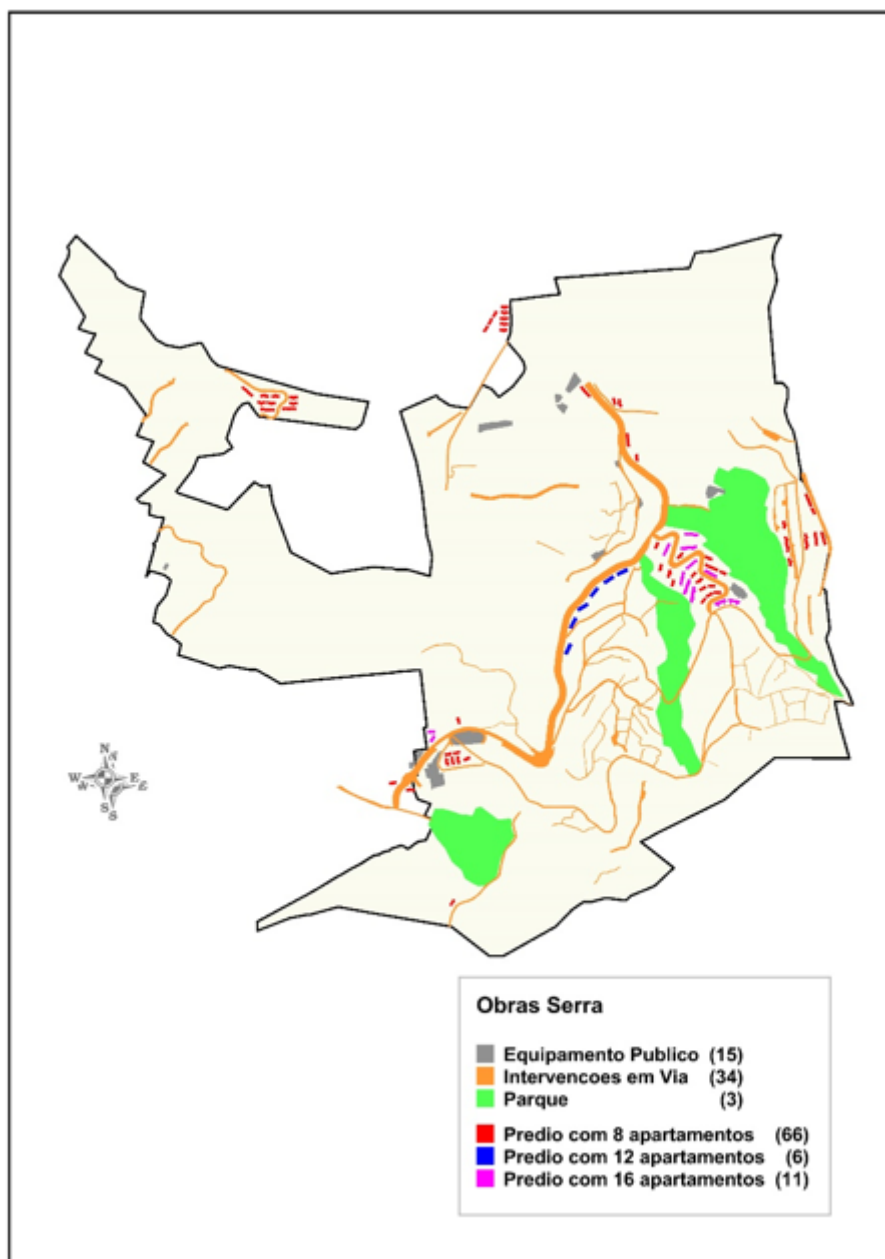 N
N
W
E
W
E
S
S
Obras Serra
Equipamento Publico (15)
Intervencoes em Via (34)
Parque (3)
Predio com 8 apartamentos (66)
Predio com 12 apartamentos (6)
Predio com 16 apartamentos (11)